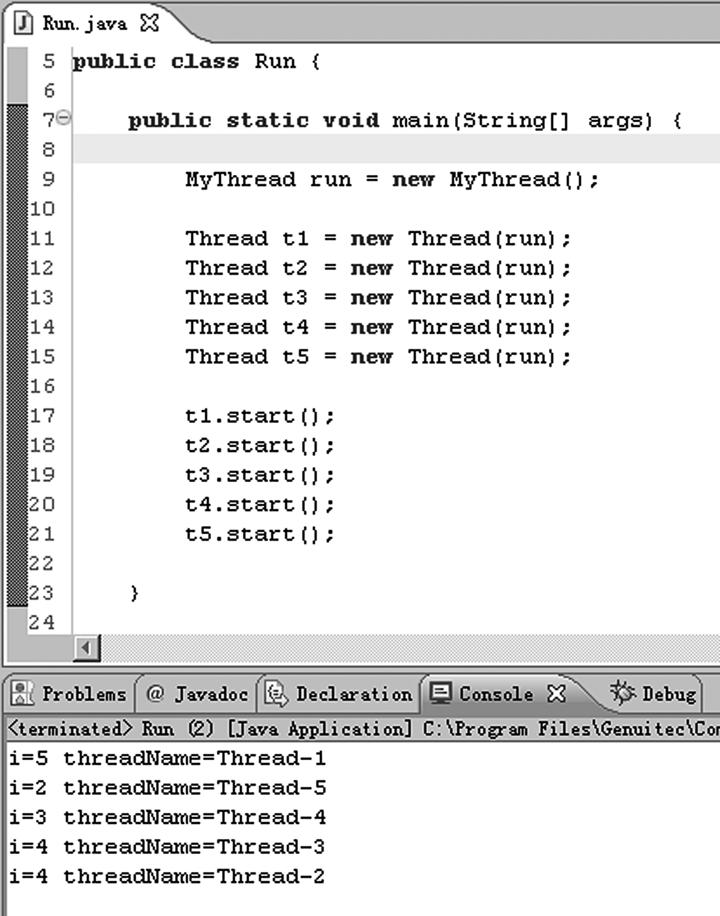 Run.java
5 public class Run {
6
7 public static void main(String[] args) {
8
9 MyThread run = new MyThread();
10
11 Thread t1 = new Thread(run);
12 Thread t2 = new Thread(run);
13 Thread t3 = new Thread(run);
14 Thread t4 = new Thread(run);
15 Thread t5 = new Thread(run);
16
17 t1.start();
18 t2.start();
19 t3.start();
20 t4.start();
21 t5.start();
22
23 }
24
Problems @ Javadoc Declaration Console Debug
<terminated> Run (2) [Java Application] C:\Program Files\Genuitec\Com
i=5 threadName=Thread-1
i=2 threadName=Thread-5
i=3 threadName=Thread-4
i=4 threadName=Thread-3
i=4 threadName=Thread-2